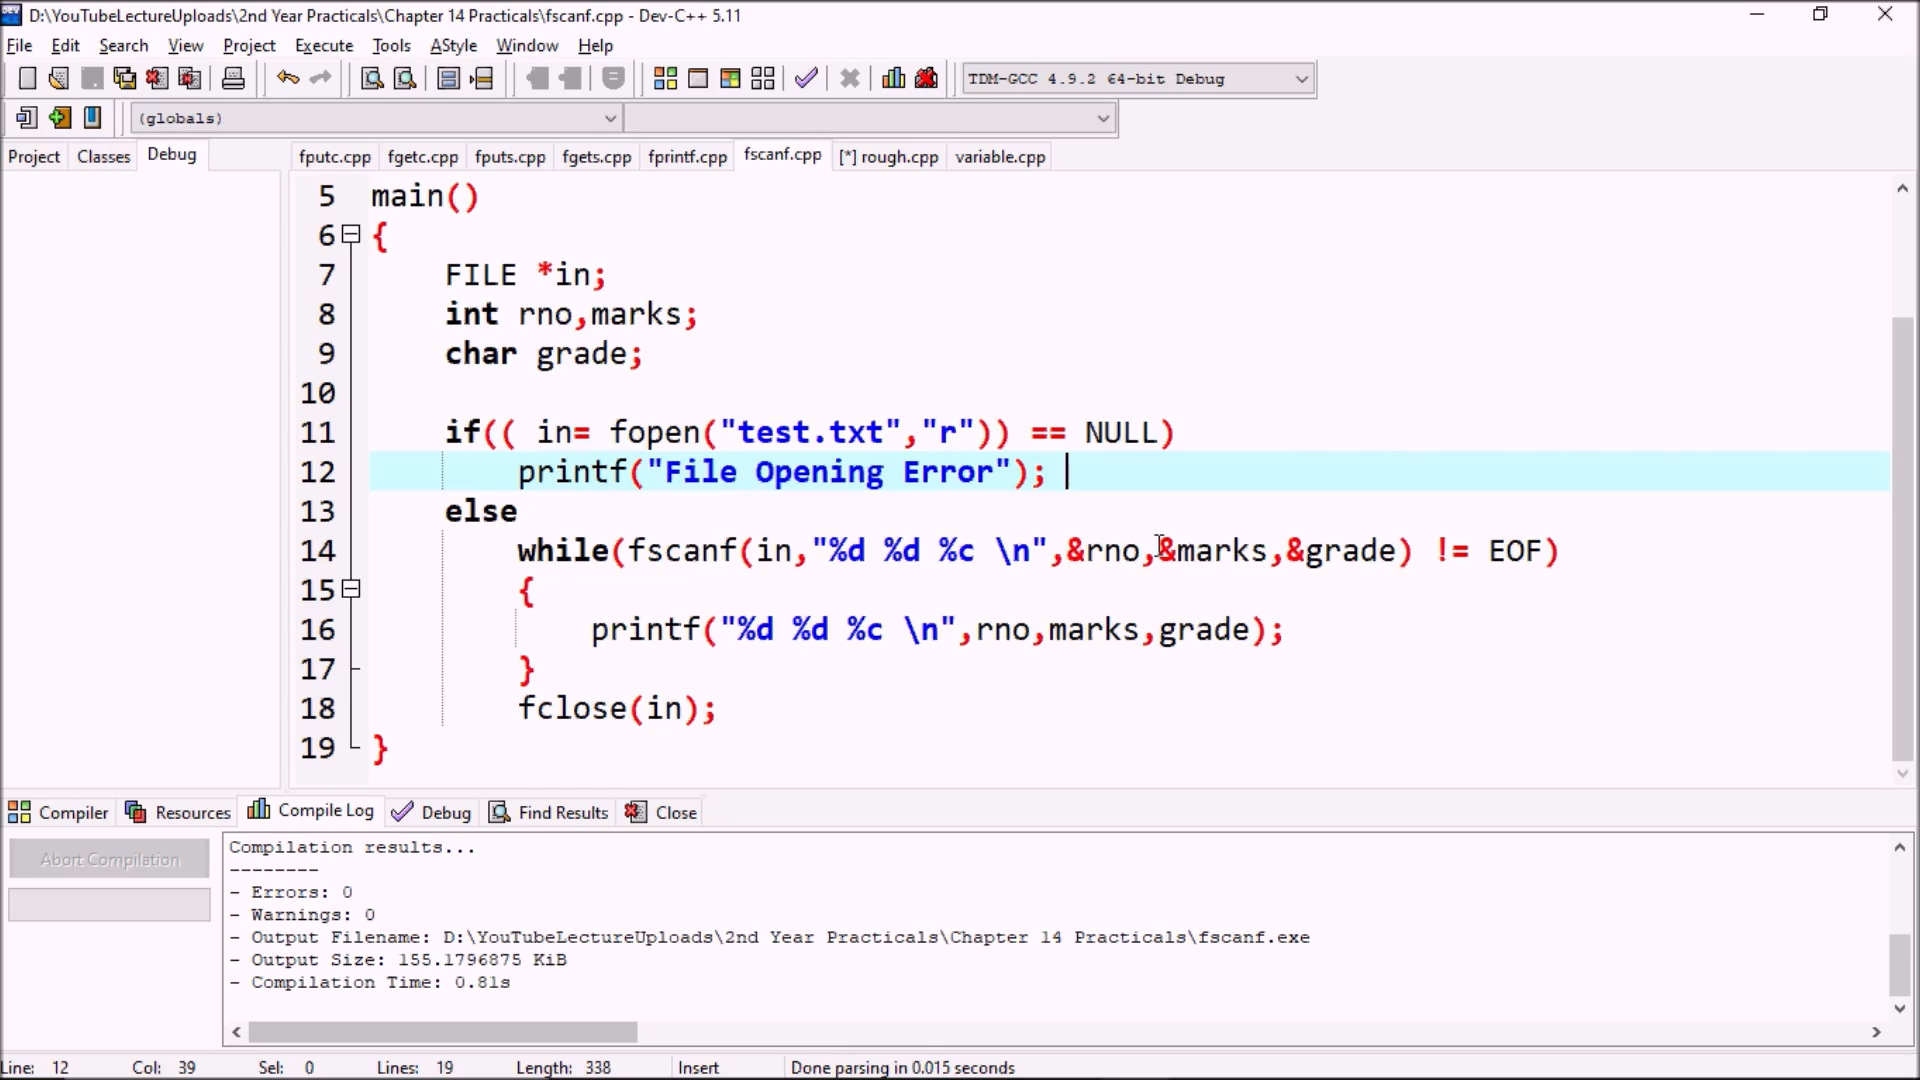 D:\YouTubeLectureUploads\2nd Year Practicals\Chapter 14 Practicals\fscanf.cpp - Dev-C++ 5.11
File Edit Search View Project Execute Tools AStyle Window Help
TDM-GCC 4.9.2 64-bit Debug
(globals)
Project Classes Debug
fputc.cpp fgetc.cpp fputs.cpp fgets.cpp fprintf.cpp fscanf.cpp [*] rough.cpp variable.cpp
5 main()
6 {
7 FILE *in;
8 int rno,marks;
9 char grade;
10
11 if(( in= fopen("test.txt","r")) == NULL)
12 printf("File Opening Error");
13 else
14 while(fscanf(in,"%d %d %c \n",&rno,&marks,&grade) != EOF)
15 {
16 printf("%d %d %c \n",rno,marks,grade);
17 }
18 fclose(in);
19 }
Compiler Resources Compile Log Debug Find Results Close
Abort Compilation
Compilation results...
--------
- Errors: 0
- Warnings: 0
- Output Filename: D:\YouTubeLectureUploads\2nd Year Practicals\Chapter 14 Practicals\fscanf.exe
- Output Size: 155.1796875 KiB
- Compilation Time: 0.81s
Line: 12 Col: 39 Sel: 0 Lines: 19 Length: 338 Insert Done parsing in 0.015 seconds